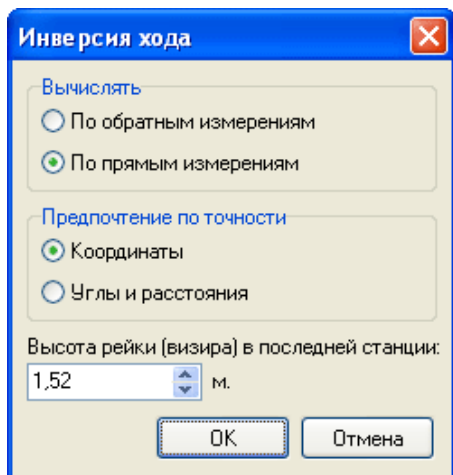 Инверсия хода
Вычислять
По обратным измерениям
По прямым измерениям
Предпочтение по точности
Координаты
Углы и расстояния
Высота рейки (визира) в последней станции:
1,52 м.
OK Отмена